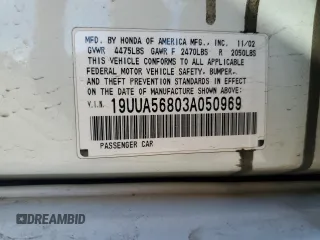 MFD. BY HONDA OF AMERICA MFG., INC. 11/02
GVWR 4475LBS GAWR F 2470LBS R 2050LBS
THIS VEHICLE CONFORMS TO ALL APPLICABLE
FEDERAL MOTOR VEHICLE SAFETY, BUMPER,
AND THEFT PREVENTION STANDARDS IN EFFECT
ON THE DATE OF MANUFACTURE SHOWN ABOVE.
V.I.N. 19UUA56803A050969
PASSENGER CAR
DREAMBID